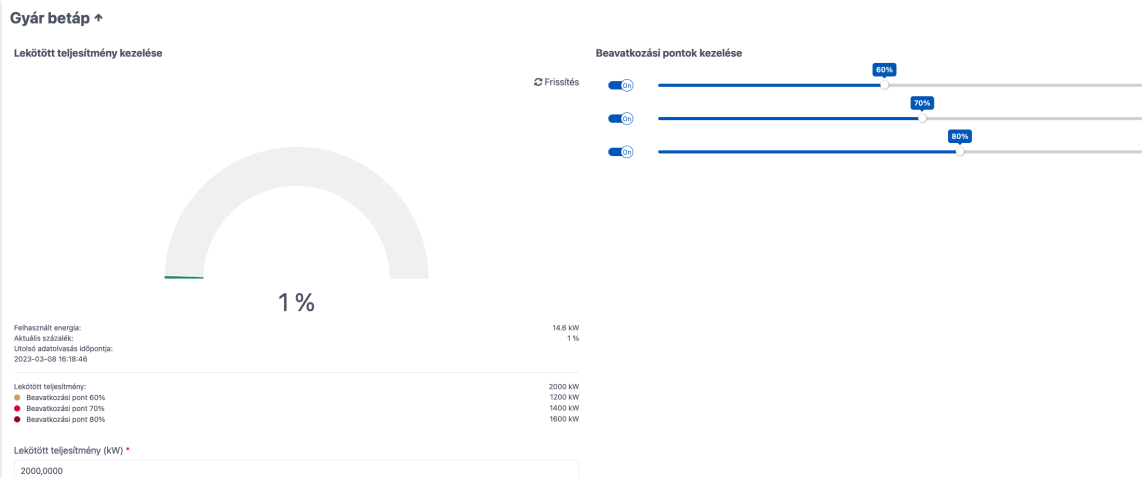 Gyár betáp ↑
Lekötött teljesítmény kezelése
Frissítés
1 %
Felhasznált energia: 14.6 kW
Aktuális százalék: 1 %
Utolsó adatolvasás időpontja:
2023-03-08 16:18:46
Lekötött teljesítmény: 2000 kW
Beavatkozási pont 60% 1200 kW
Beavatkozási pont 70% 1400 kW
Beavatkozási pont 80% 1600 kW
Lekötött teljesítmény (kW) *
2000,0000
Beavatkozási pontok kezelése
60%
On
70%
On
80%
On